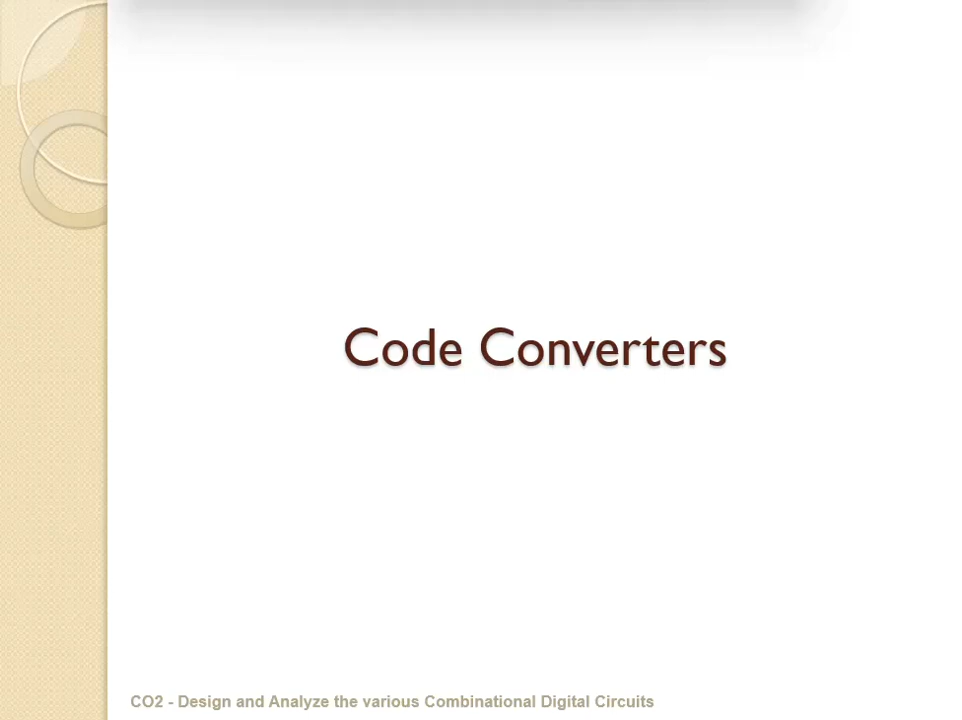 Code Converters
CO2 - Design and Analyze the various Combinational Digital Circuits